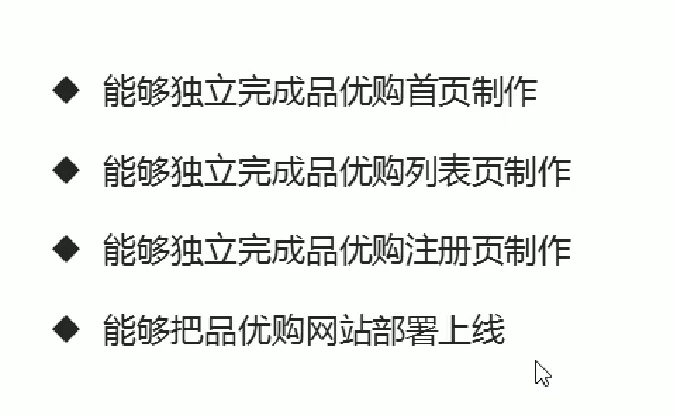 ◆ 能够独立完成品优购首页制作
◆ 能够独立完成品优购列表页制作
◆ 能够独立完成品优购注册页制作
◆ 能够把品优购网站部署上线